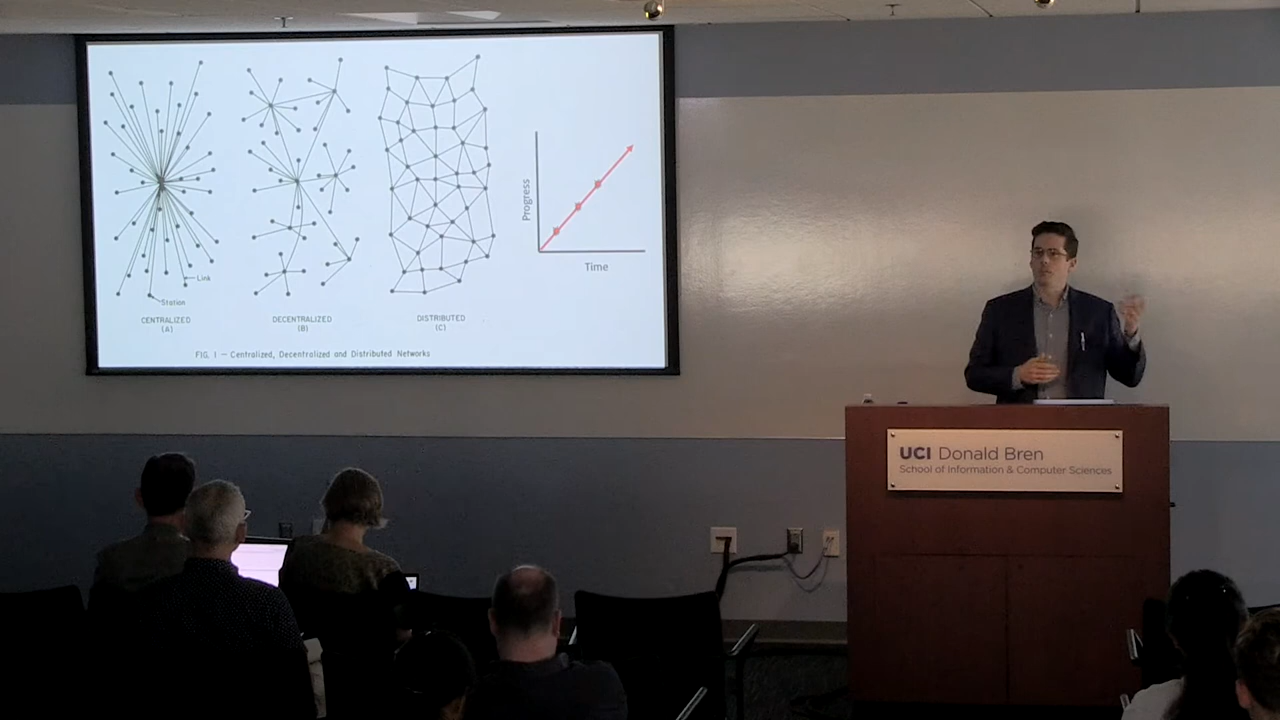 Link
Station
CENTRALIZED
(A)
DECENTRALIZED
(B)
DISTRIBUTED
(C)
FIG. 1 — Centralized, Decentralized and Distributed Networks
Progress
Time
UCI Donald Bren
School of Information & Computer Sciences